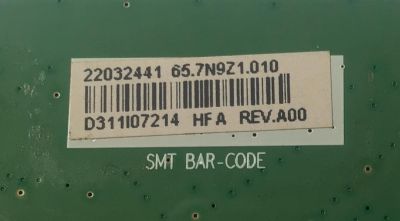 22032441 65.7N9Z1.010
D311I07214 HFA REV.A00
SMT BAR-CODE